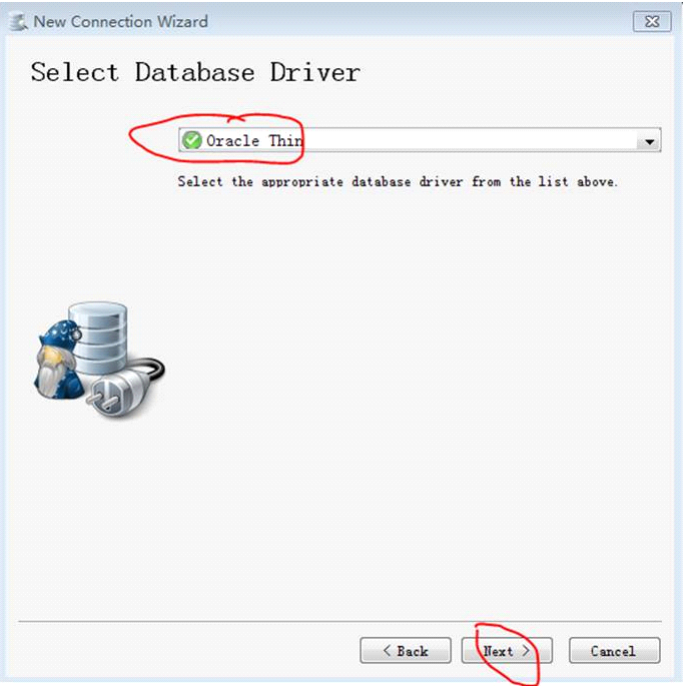 New Connection Wizard
Select Database Driver
Oracle Thin
Select the appropriate database driver from the list above.
< Back Next > Cancel